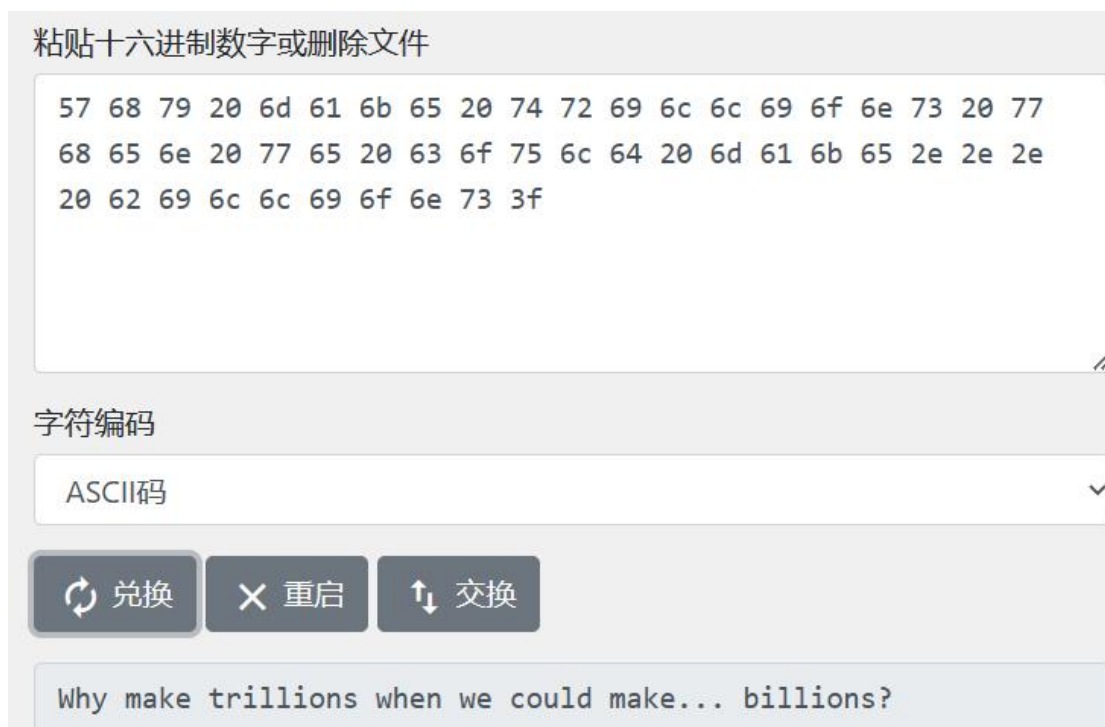 粘贴十六进制数字或删除文件
57 68 79 20 6d 61 6b 65 20 74 72 69 6c 6c 69 6f 6e 73 20 77
68 65 6e 20 77 65 20 63 6f 75 6c 64 20 6d 61 6b 65 2e 2e 2e
20 62 69 6c 6c 69 6f 6e 73 3f
字符编码
ASCII码
兑换 重启 交换
Why make trillions when we could make... billions?